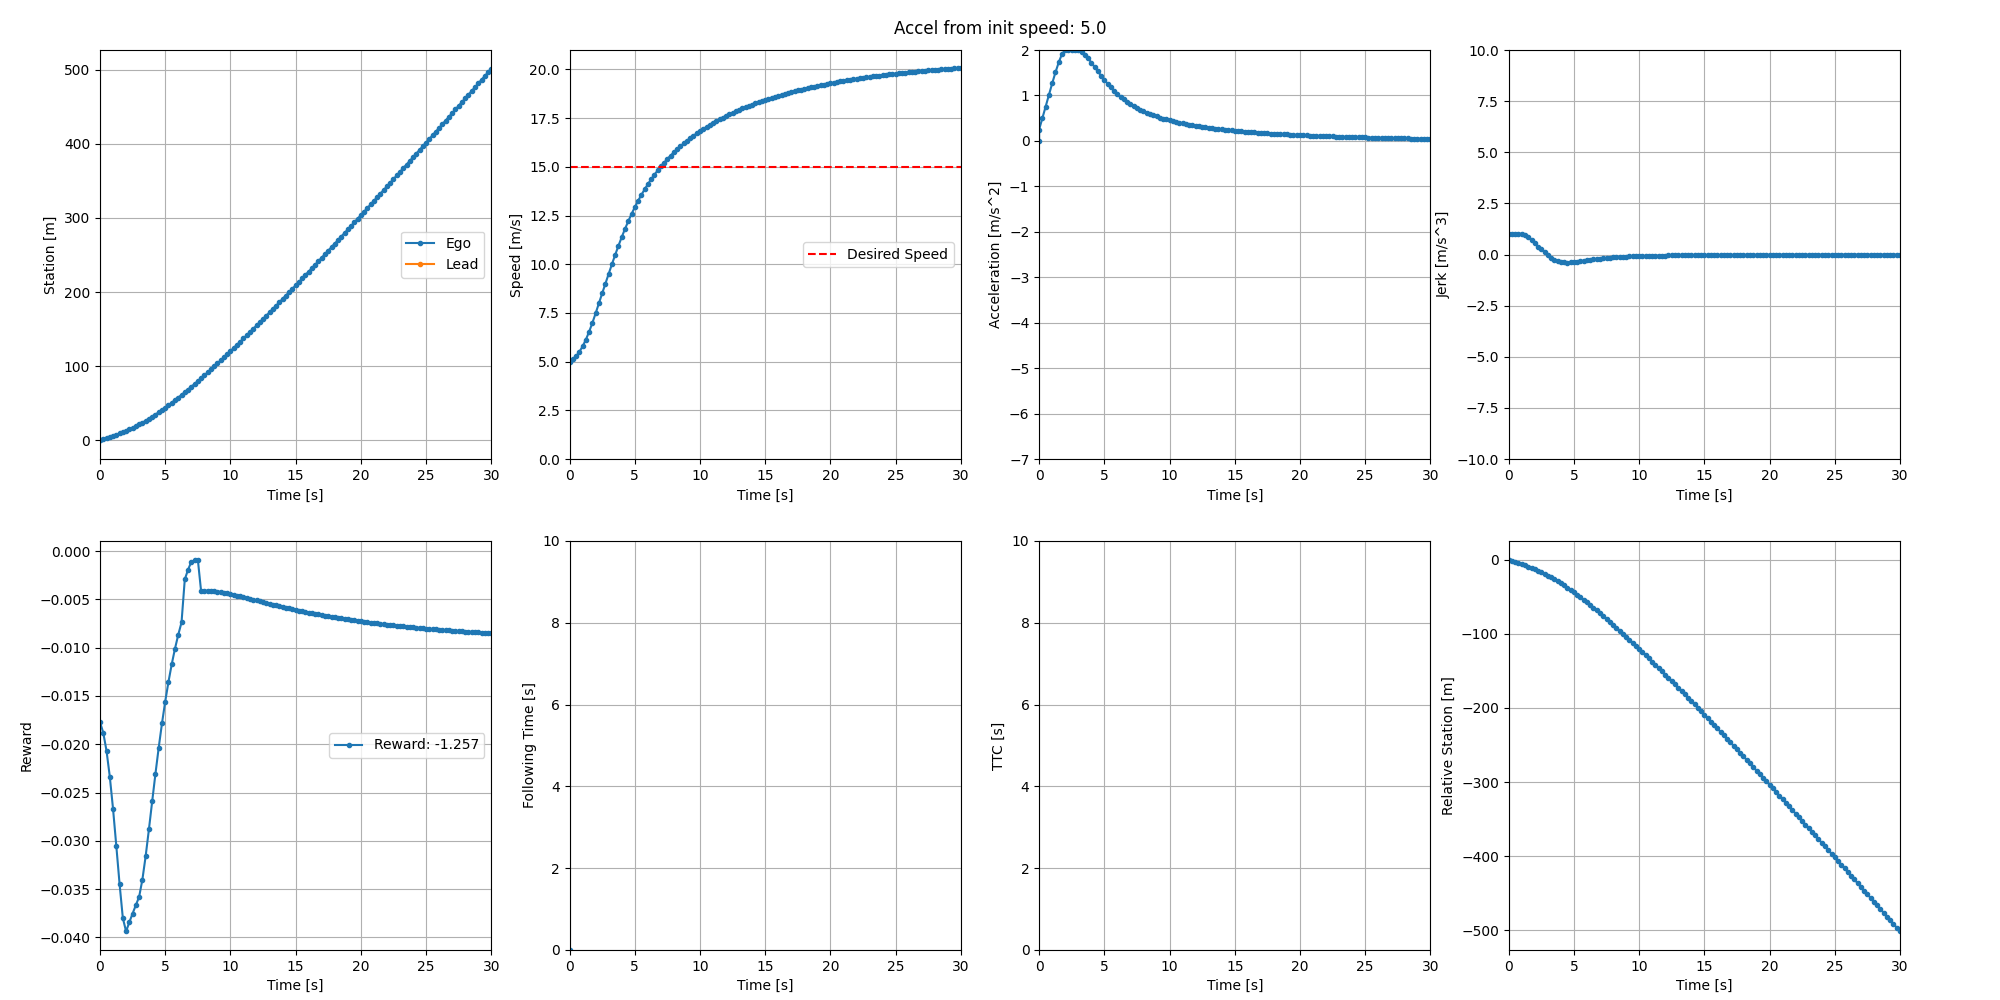 Accel from init speed: 5.0
Station [m]
500
400
300
200
100
0
Ego
Lead
0 5 10 15 20 25 30
Time [s]
Speed [m/s]
20.0
17.5
15.0
12.5
10.0
7.5
5.0
2.5
0.0
Desired Speed
0 5 10 15 20 25 30
Time [s]
Acceleration [m/s^2]
2
1
0
−1
−2
−3
−4
−5
−6
−7
0 5 10 15 20 25 30
Time [s]
Jerk [m/s^3]
10.0
7.5
5.0
2.5
0.0
−2.5
−5.0
−7.5
−10.0
0 5 10 15 20 25 30
Time [s]
Reward
0.000
−0.005
−0.010
−0.015
−0.020
−0.025
−0.030
−0.035
−0.040
Reward: -1.257
0 5 10 15 20 25 30
Time [s]
Following Time [s]
10
8
6
4
2
0
0 5 10 15 20 25 30
Time [s]
TTC [s]
10
8
6
4
2
0
0 5 10 15 20 25 30
Time [s]
Relative Station [m]
0
−100
−200
−300
−400
−500
0 5 10 15 20 25 30
Time [s]